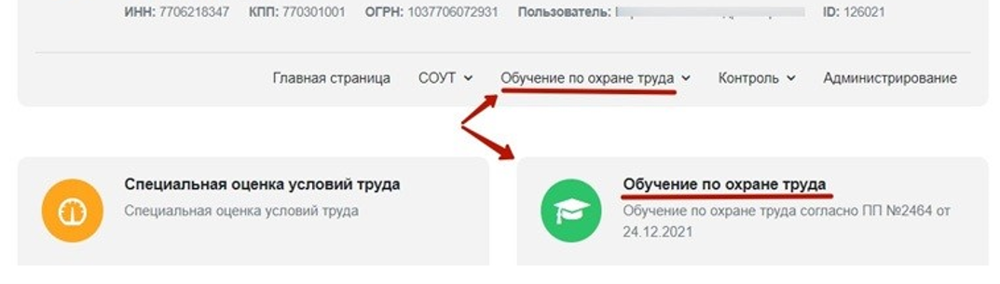 ИНН: 7706218347 КПП: 770301001 ОГРН: 1037706072931 Пользователь: ID: 126021
Главная страница СОУТ Обучение по охране труда Контроль Администрирование
Специальная оценка условий труда
Специальная оценка условий труда
Обучение по охране труда
Обучение по охране труда согласно ПП №2464 от
24.12.2021